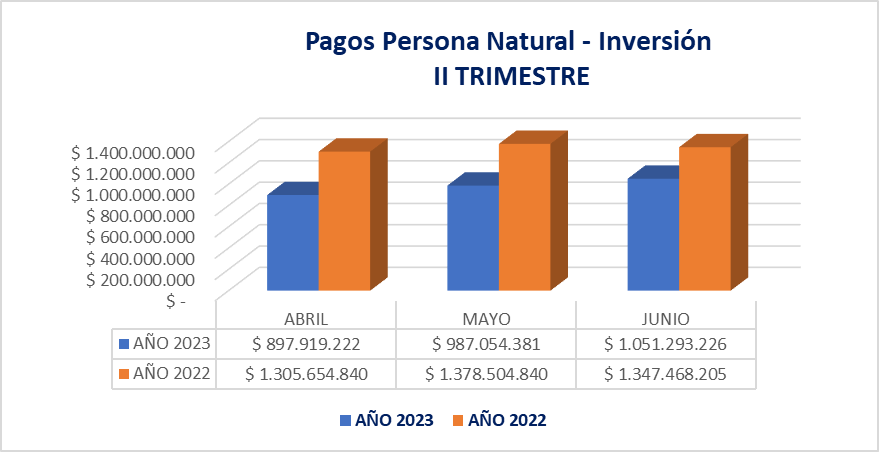 Pagos Persona Natural - Inversión
II TRIMESTRE
$ 1.400.000.000
$ 1.200.000.000
$ 1.000.000.000
$ 800.000.000
$ 600.000.000
$ 400.000.000
$ 200.000.000
$ -
ABRIL MAYO JUNIO
AÑO 2023 $ 897.919.222 $ 987.054.381 $ 1.051.293.226
AÑO 2022 $ 1.305.654.840 $ 1.378.504.840 $ 1.347.468.205
AÑO 2023 AÑO 2022